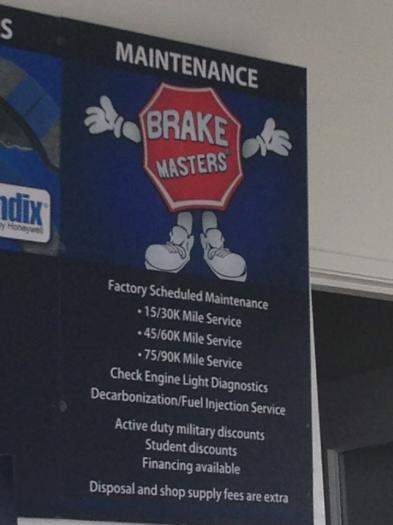 S
MAINTENANCE
BRAKE
MASTERS
ndix
by Honeywell
Factory Scheduled Maintenance
• 15/30K Mile Service
• 45/60K Mile Service
• 75/90K Mile Service
Check Engine Light Diagnostics
Decarbonization/Fuel Injection Service
Active duty military discounts
Student discounts
Financing available
Disposal and shop supply fees are extra